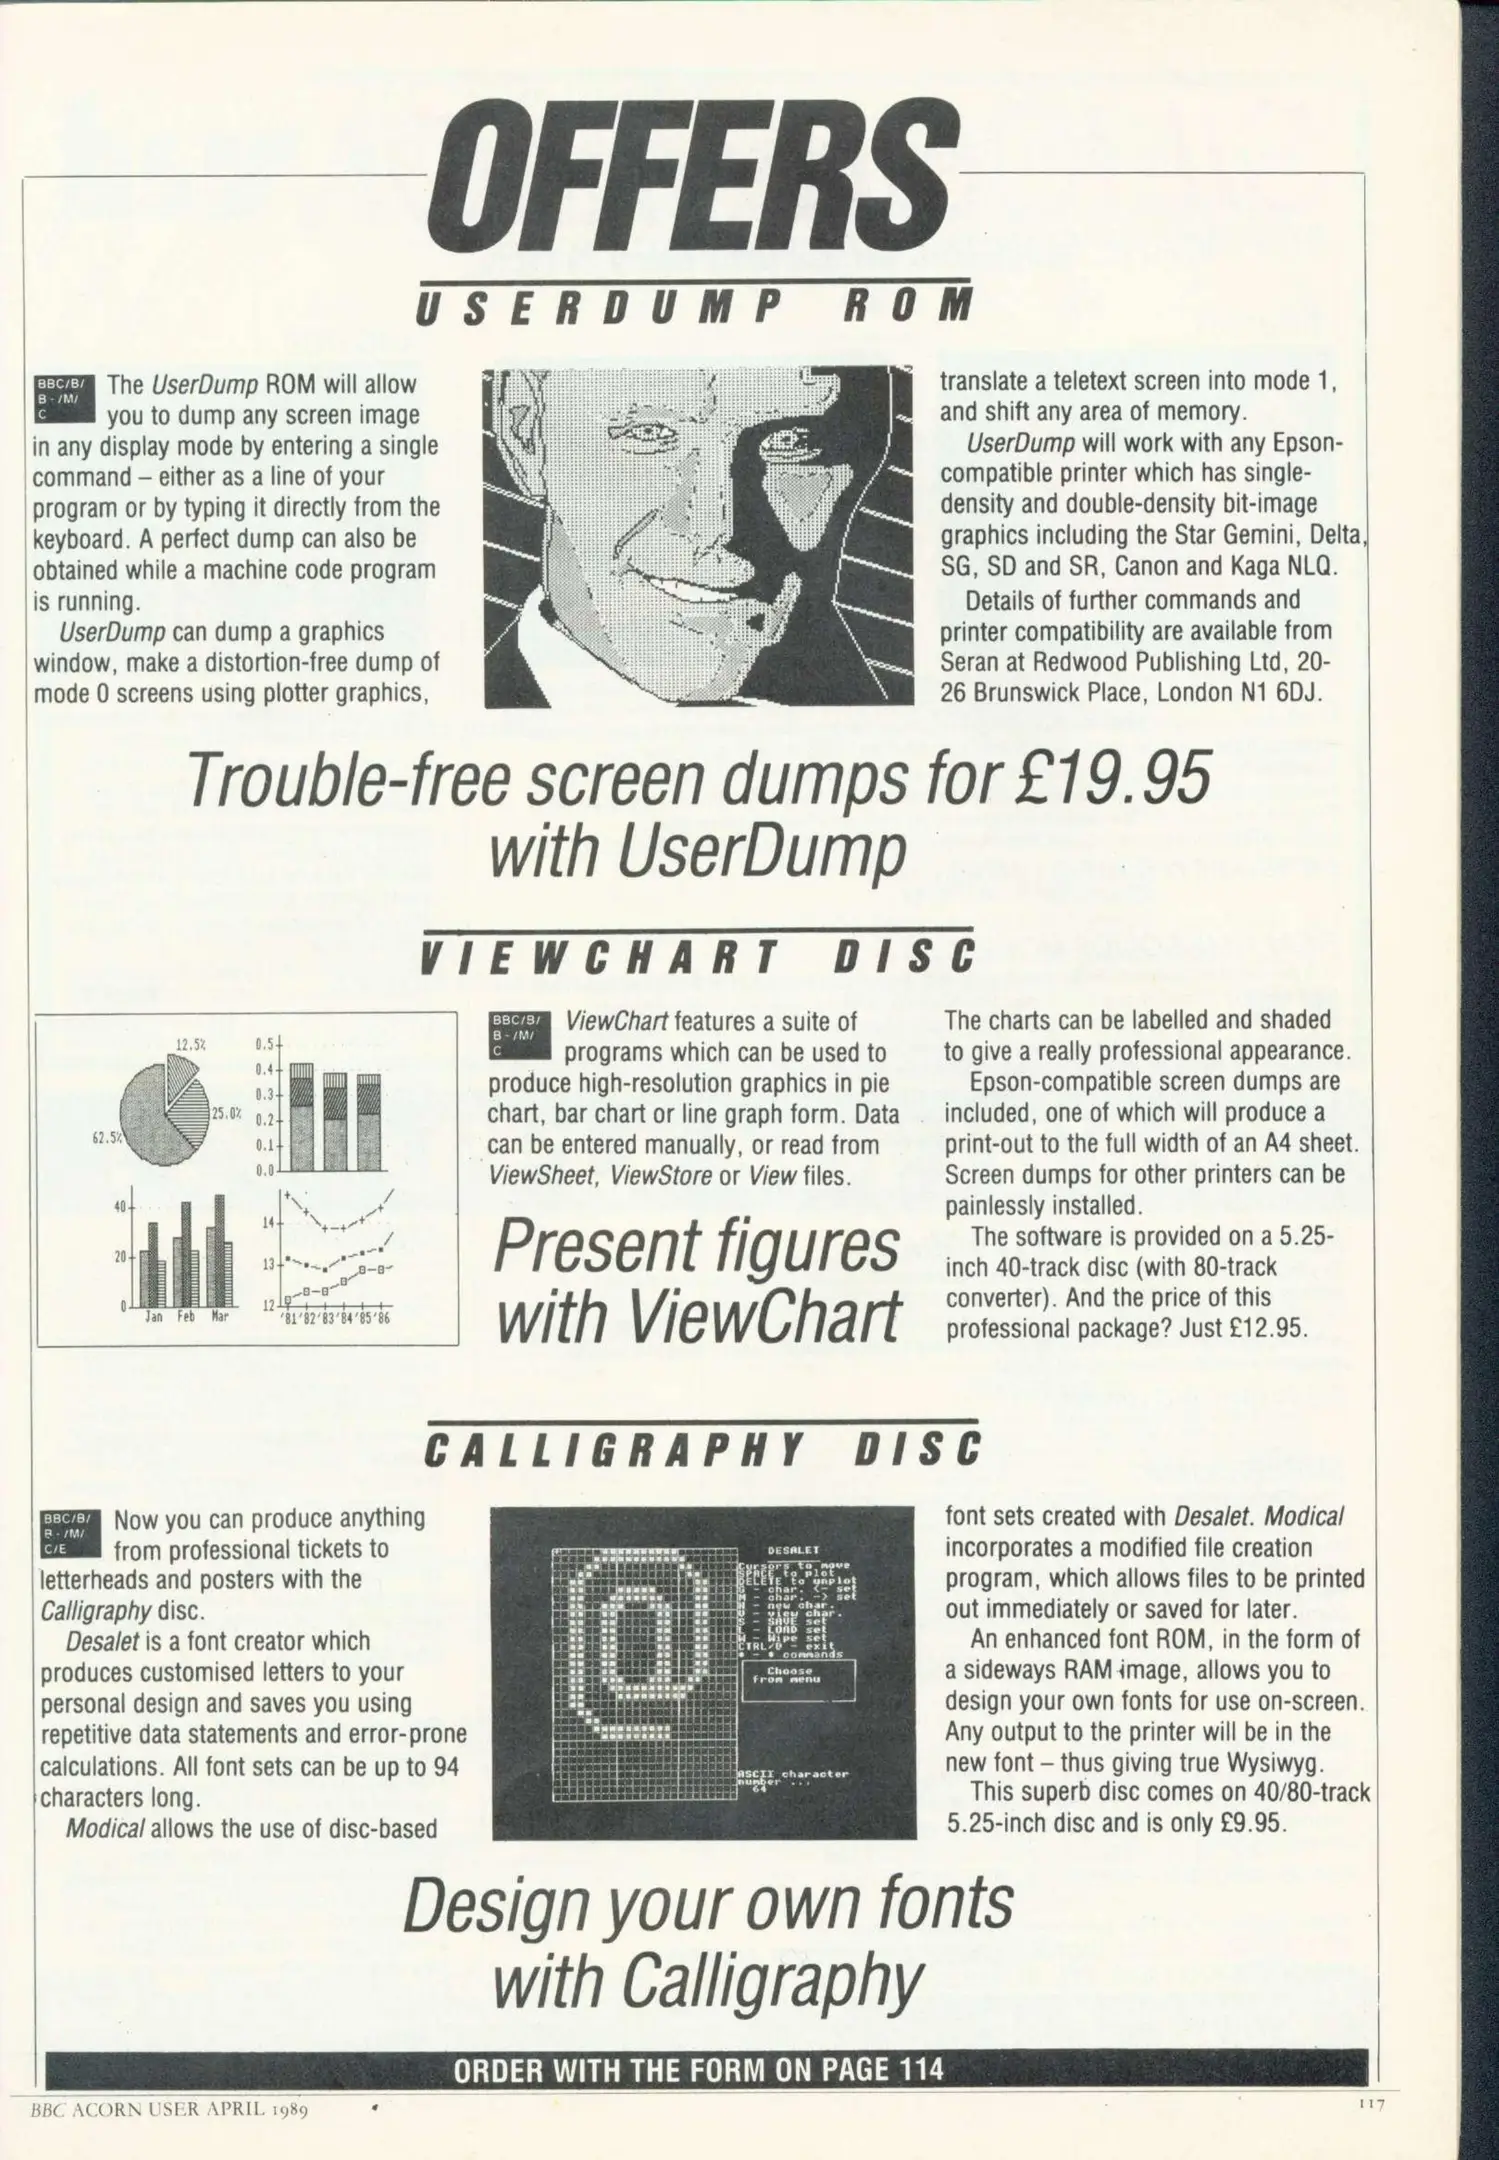 OFFERS
USERDUMP ROM
BBC/B/
B+/M/
C
The UserDump ROM will allow
you to dump any screen image
in any display mode by entering a single
command – either as a line of your
program or by typing it directly from the
keyboard. A perfect dump can also be
obtained while a machine code program
is running.
UserDump can dump a graphics
window, make a distortion-free dump of
mode 0 screens using plotter graphics,
translate a teletext screen into mode 1,
and shift any area of memory.
UserDump will work with any Epson-
compatible printer which has single-
density and double-density bit-image
graphics including the Star Gemini, Delta,
SG, SD and SR, Canon and Kaga NLQ.
Details of further commands and
printer compatibility are available from
Seran at Redwood Publishing Ltd, 20-
26 Brunswick Place, London N1 6DJ.
Trouble-free screen dumps for £19.95
with UserDump
VIEWCHART DISC
12.5%
25.0%
62.5%
0.5
0.4
0.3
0.2
0.1
0.0
40
20
0
Jan Feb Mar
14
13
12
'81 '82 '83 '84 '85 '86
BBC/B/
B+/M/
C
ViewChart features a suite of
programs which can be used to
produce high-resolution graphics in pie
chart, bar chart or line graph form. Data
can be entered manually, or read from
ViewSheet, ViewStore or View files.
Present figures
with ViewChart
The charts can be labelled and shaded
to give a really professional appearance.
Epson-compatible screen dumps are
included, one of which will produce a
print-out to the full width of an A4 sheet.
Screen dumps for other printers can be
painlessly installed.
The software is provided on a 5.25-
inch 40-track disc (with 80-track
converter). And the price of this
professional package? Just £12.95.
CALLIGRAPHY DISC
BBC/B/
B+/M/
C/E
Now you can produce anything
from professional tickets to
letterheads and posters with the
Calligraphy disc.
Desalet is a font creator which
produces customised letters to your
personal design and saves you using
repetitive data statements and error-prone
calculations. All font sets can be up to 94
characters long.
Modical allows the use of disc-based
DESALET
Cursors to move
SPACE to plot
DELETE to unplot
char. <- set
char. -> set
N - new char.
V - view char.
S - SAVE set
L - LOAD set
W - Wipe set
CTRL/ - exit
* - * commands
Choose
from menu
ASCII character
number ...
64
font sets created with Desalet. Modical
incorporates a modified file creation
program, which allows files to be printed
out immediately or saved for later.
An enhanced font ROM, in the form of
a sideways RAM image, allows you to
design your own fonts for use on-screen.
Any output to the printer will be in the
new font – thus giving true Wysiwyg.
This superb disc comes on 40/80-track
5.25-inch disc and is only £9.95.
Design your own fonts
with Calligraphy
ORDER WITH THE FORM ON PAGE 114
BBC ACORN USER APRIL 1989
117